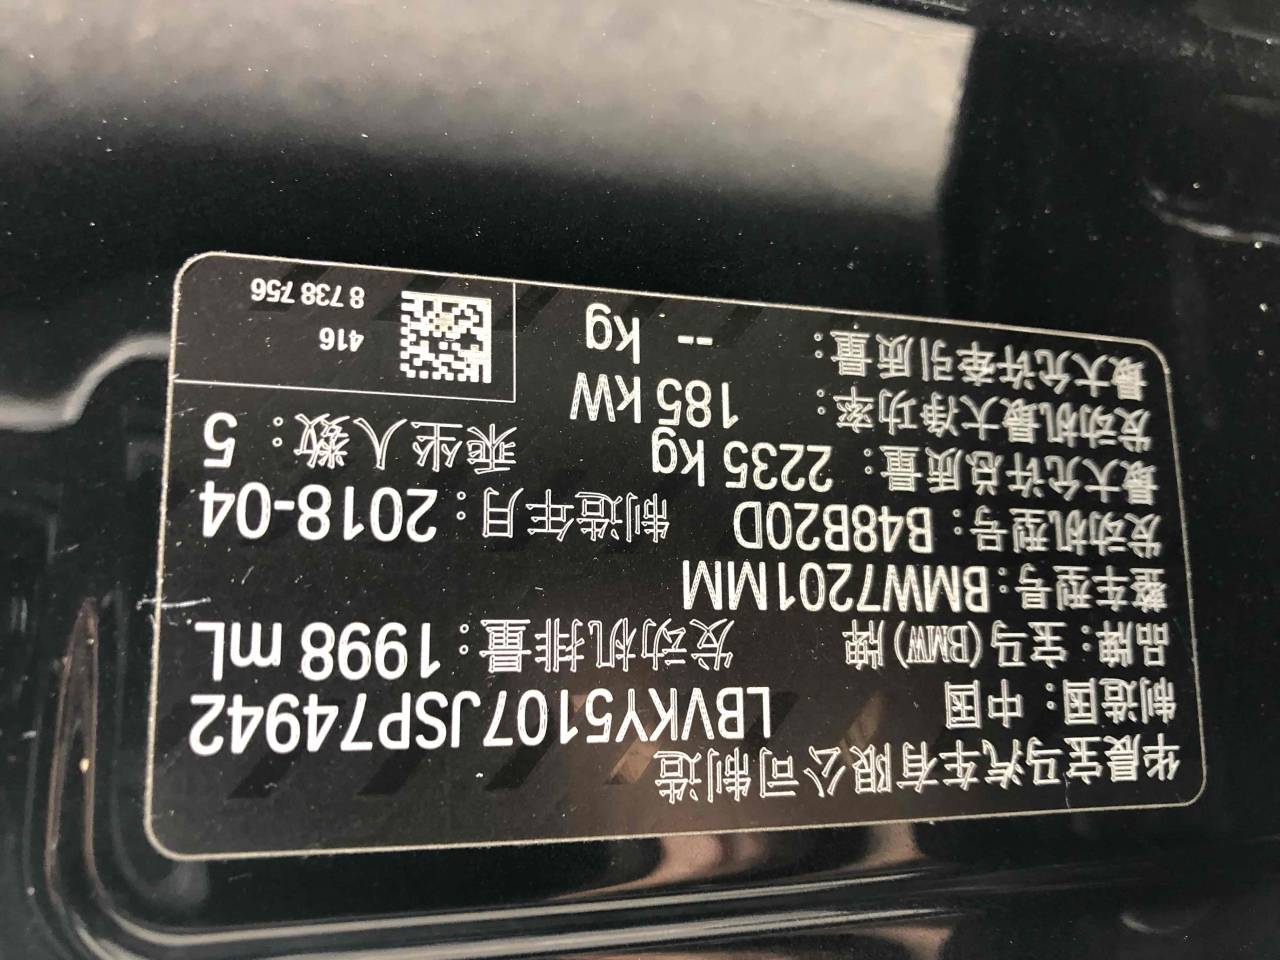 华晨宝马汽车有限公司制造
制造国：中国 LBVKY5107JSP74942
品牌：宝马(BMW)牌 发动机排量：1998 mL
整车型号：BMW7201MM
发动机型号：B48B20D 制造年月：2018-04
最大允许总质量：2235 kg 乘坐人数：5
发动机最大净功率：185 kW
最大允许牵引质量：-- kg
416
8 738 756